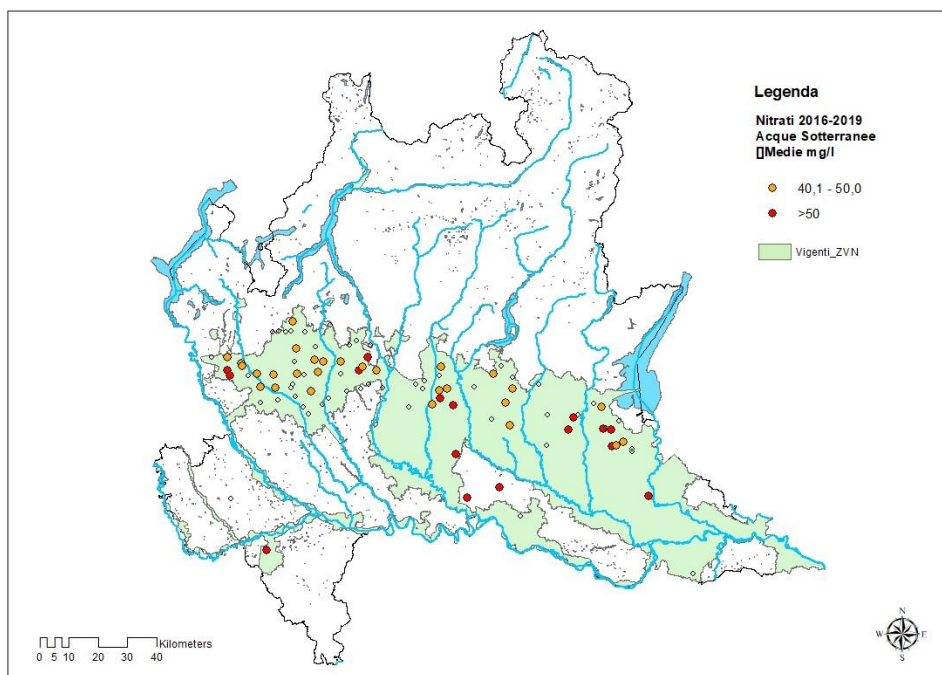 Legenda
Nitrati 2016-2019
Acque Sotterranee
[]Medie mg/l
40,1 - 50,0
>50
Vigenti_ZVN
N
W E
S
Kilometers
0 5 10 20 30 40